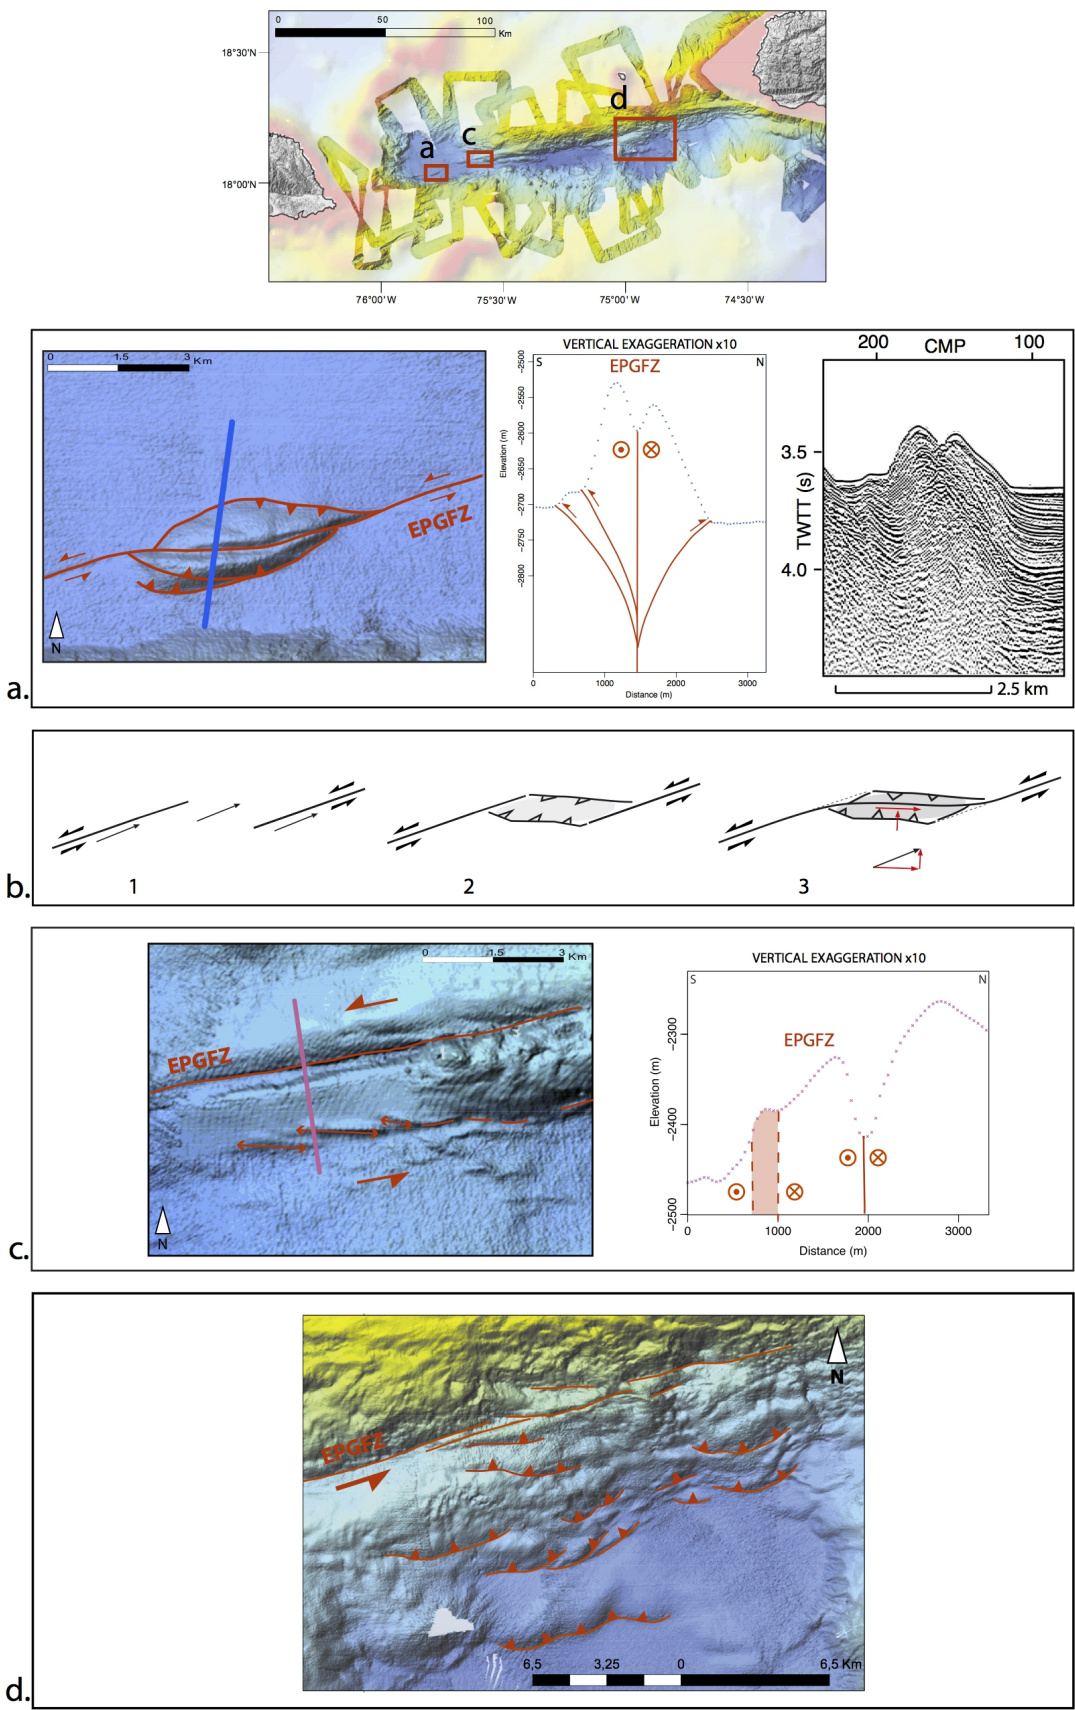 0 50 100
Km
18°30'N
18°00'N
a
c
d
76°00'W 75°30'W 75°00'W 74°30'W
a.
0 1.5 3
Km
EPGFZ
N
VERTICAL EXAGGERATION x10
S N
EPGFZ
Elevation (m)
−2500
−2550
−2600
−2650
−2700
−2750
−2800
0 1000 2000 3000
Distance (m)
200 CMP 100
3.5
TWTT (s)
4.0
2.5 km
b.
1 2 3
c.
0 1.5 3
Km
EPGFZ
N
VERTICAL EXAGGERATION x10
S N
EPGFZ
Elevation (m)
−2300
−2400
−2500
0 1000 2000 3000
Distance (m)
d.
N
EPGFZ
6,5 3,25 0 6,5 Km